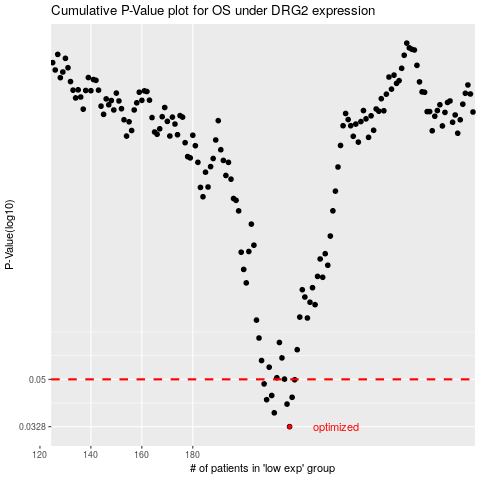 Cumulative P-Value plot for OS under DRG2 expression
P-Value(log10)
0.05
0.0328
optimized
120 140 160 180
# of patients in 'low exp' group